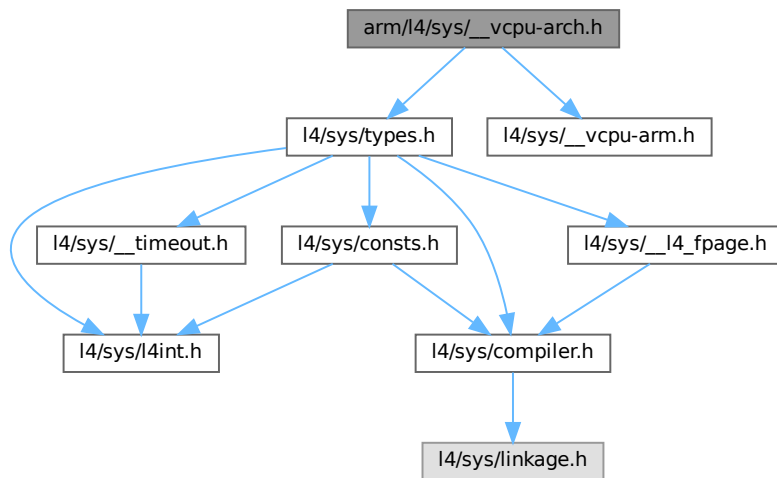 arm/l4/sys/__vcpu-arch.h
l4/sys/types.h
l4/sys/__vcpu-arm.h
l4/sys/__timeout.h
l4/sys/consts.h
l4/sys/__l4_fpage.h
l4/sys/l4int.h
l4/sys/compiler.h
l4/sys/linkage.h